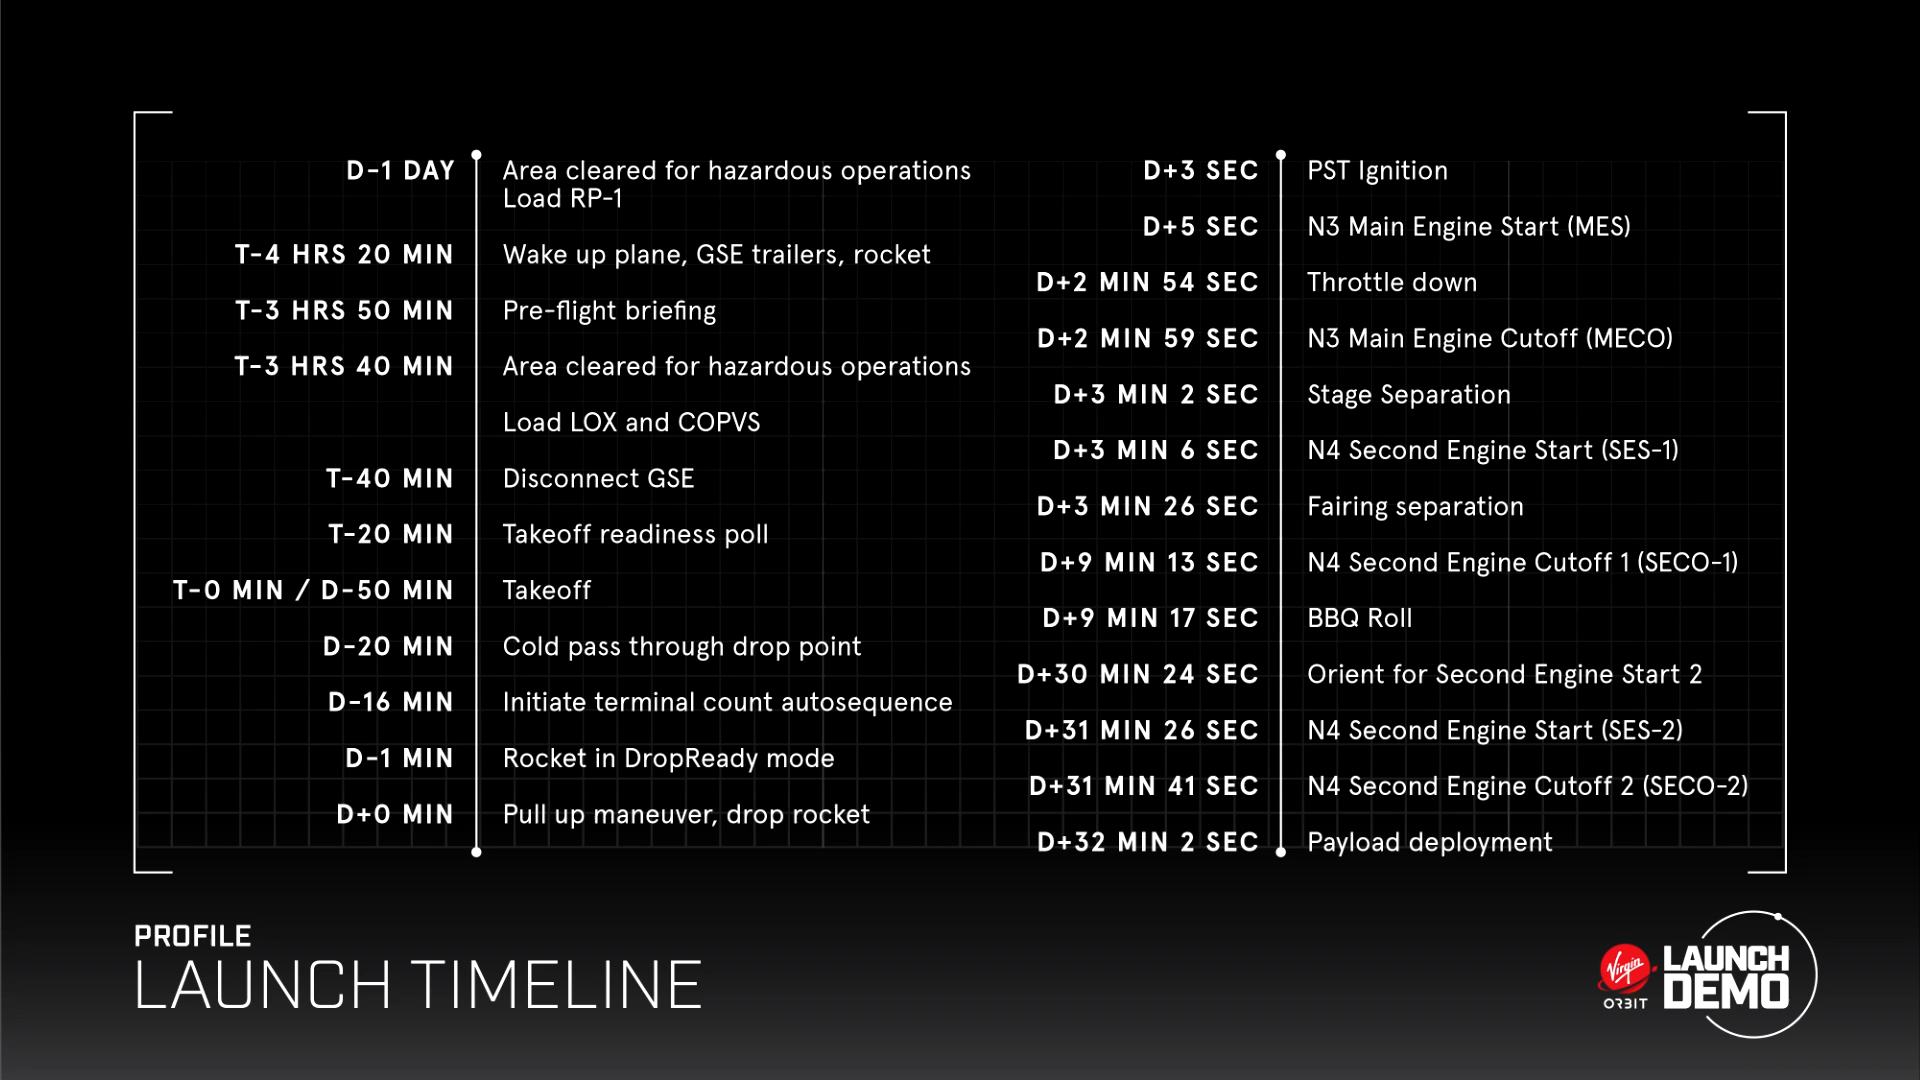 D-1 DAY Area cleared for hazardous operations
Load RP-1
T-4 HRS 20 MIN Wake up plane, GSE trailers, rocket
T-3 HRS 50 MIN Pre-flight briefing
T-3 HRS 40 MIN Area cleared for hazardous operations
Load LOX and COPVS
T-40 MIN Disconnect GSE
T-20 MIN Takeoff readiness poll
T-0 MIN / D-50 MIN Takeoff
D-20 MIN Cold pass through drop point
D-16 MIN Initiate terminal count autosequence
D-1 MIN Rocket in DropReady mode
D+0 MIN Pull up maneuver, drop rocket
D+3 SEC PST Ignition
D+5 SEC N3 Main Engine Start (MES)
D+2 MIN 54 SEC Throttle down
D+2 MIN 59 SEC N3 Main Engine Cutoff (MECO)
D+3 MIN 2 SEC Stage Separation
D+3 MIN 6 SEC N4 Second Engine Start (SES-1)
D+3 MIN 26 SEC Fairing separation
D+9 MIN 13 SEC N4 Second Engine Cutoff 1 (SECO-1)
D+9 MIN 17 SEC BBQ Roll
D+30 MIN 24 SEC Orient for Second Engine Start 2
D+31 MIN 26 SEC N4 Second Engine Start (SES-2)
D+31 MIN 41 SEC N4 Second Engine Cutoff 2 (SECO-2)
D+32 MIN 2 SEC Payload deployment
PROFILE
LAUNCH TIMELINE
Virgin
ORBIT
LAUNCH
DEMO